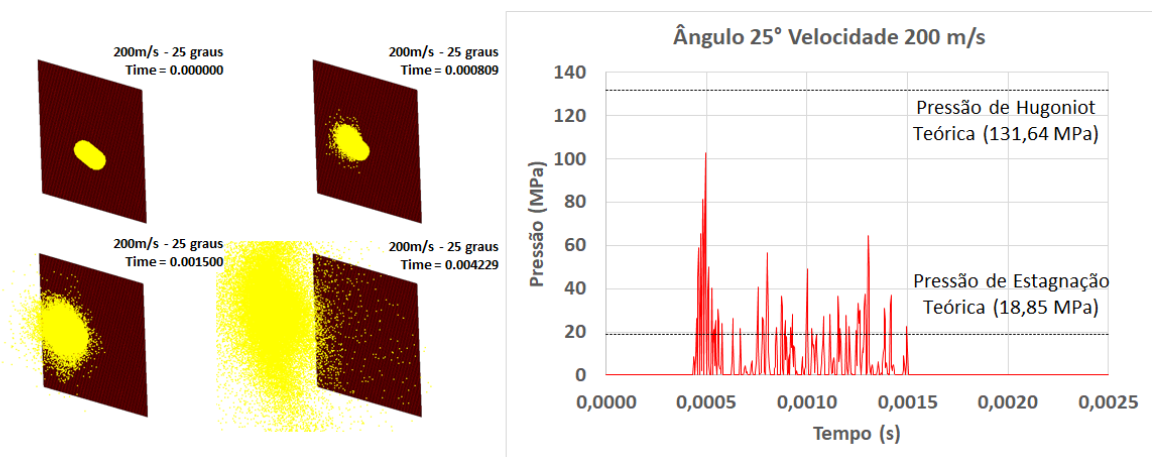 200m/s - 25 graus
Time = 0.000000
200m/s - 25 graus
Time = 0.000809
200m/s - 25 graus
Time = 0.001500
200m/s - 25 graus
Time = 0.004229
Ângulo 25° Velocidade 200 m/s
Pressão (MPa)
140
120
100
80
60
40
20
0
Pressão de Hugoniot
Teórica (131,64 MPa)
Pressão de Estagnação
Teórica (18,85 MPa)
0,0000 0,0005 0,0010 0,0015 0,0020 0,0025
Tempo (s)